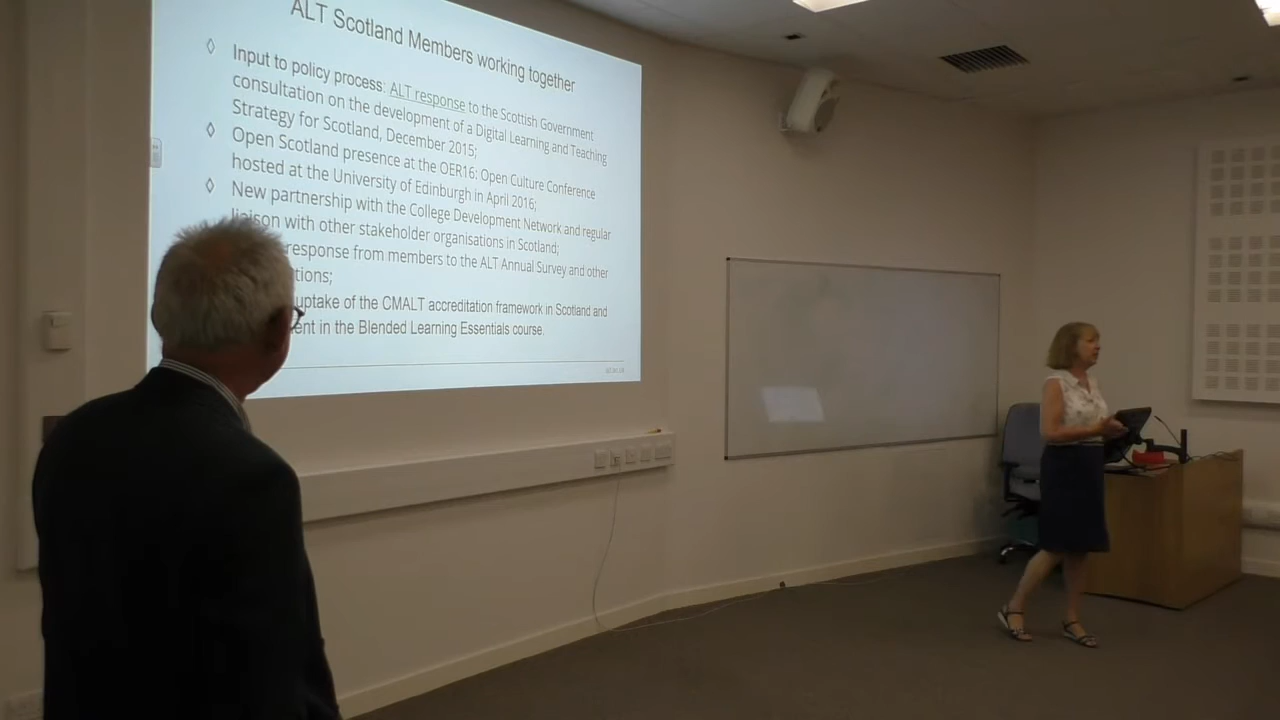 ALT Scotland Members working together
◊ Input to policy process: ALT response to the Scottish Government
consultation on the development of a Digital Learning and Teaching
Strategy for Scotland, December 2015;
◊ Open Scotland presence at the OER16: Open Culture Conference
hosted at the University of Edinburgh in April 2016;
◊ New partnership with the College Development Network and regular
liaison with other stakeholder organisations in Scotland;
response from members to the ALT Annual Survey and other
uptake of the CMALT accreditation framework in Scotland and
in the Blended Learning Essentials course.